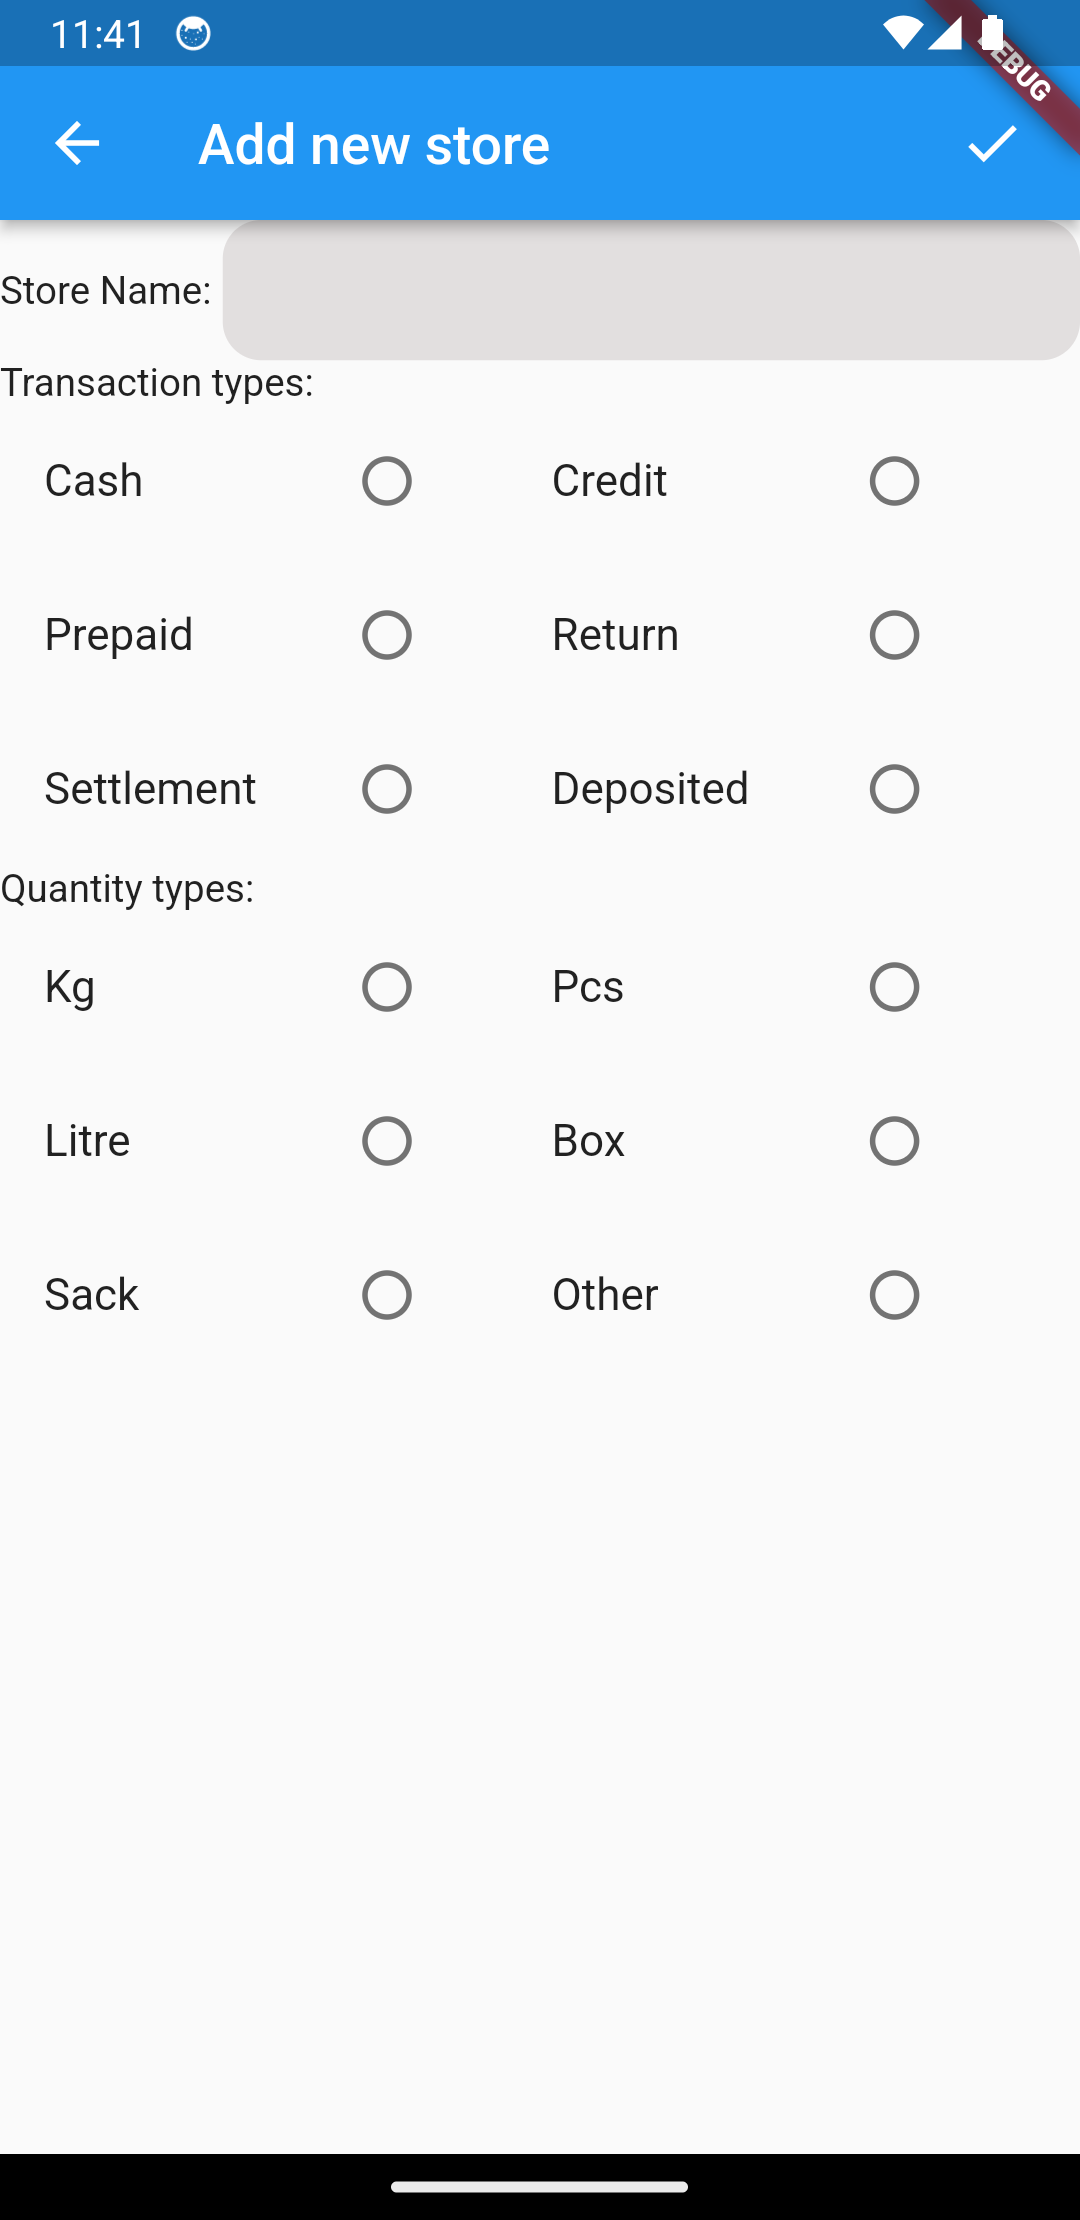 11:41
DEBUG
Add new store
Store Name:
Transaction types:
Cash Credit
Prepaid Return
Settlement Deposited
Quantity types:
Kg Pcs
Litre Box
Sack Other